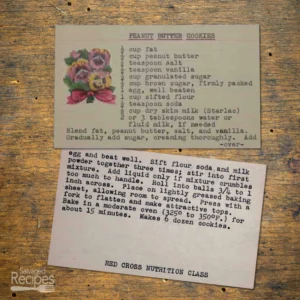 PEANUT BUTTER COOKIES
cup fat
cup peanut butter
teaspoon salt
teaspoon vanilla
cup granulated sugar
cup brown sugar, firmly packed
egg, well beaten
cup sifted flour
teaspoon soda
cup dry skim milk (Starlac)
or 3 tablespoons water or
fluid milk, if needed
Blend fat, peanut butter, salt, and vanilla.
Gradually add sugar, creaming thoroughly. Add
-over-
egg and beat well. Sift flour soda and milk
powder together three times; stir into first
mixture. Add liquid only if mixture crumbles
too much to handle. Roll into balls 3/4 to 1
inch across. Place on lightly greased baking
sheet, allowing room to spread. Press with a
fork to flatten and make attractive tops.
Bake in a moderate oven (325° to 350°F.) for
about 15 minutes. Makes 6 dozen cookies.
RED CROSS NUTRITION CLASS
Recipes